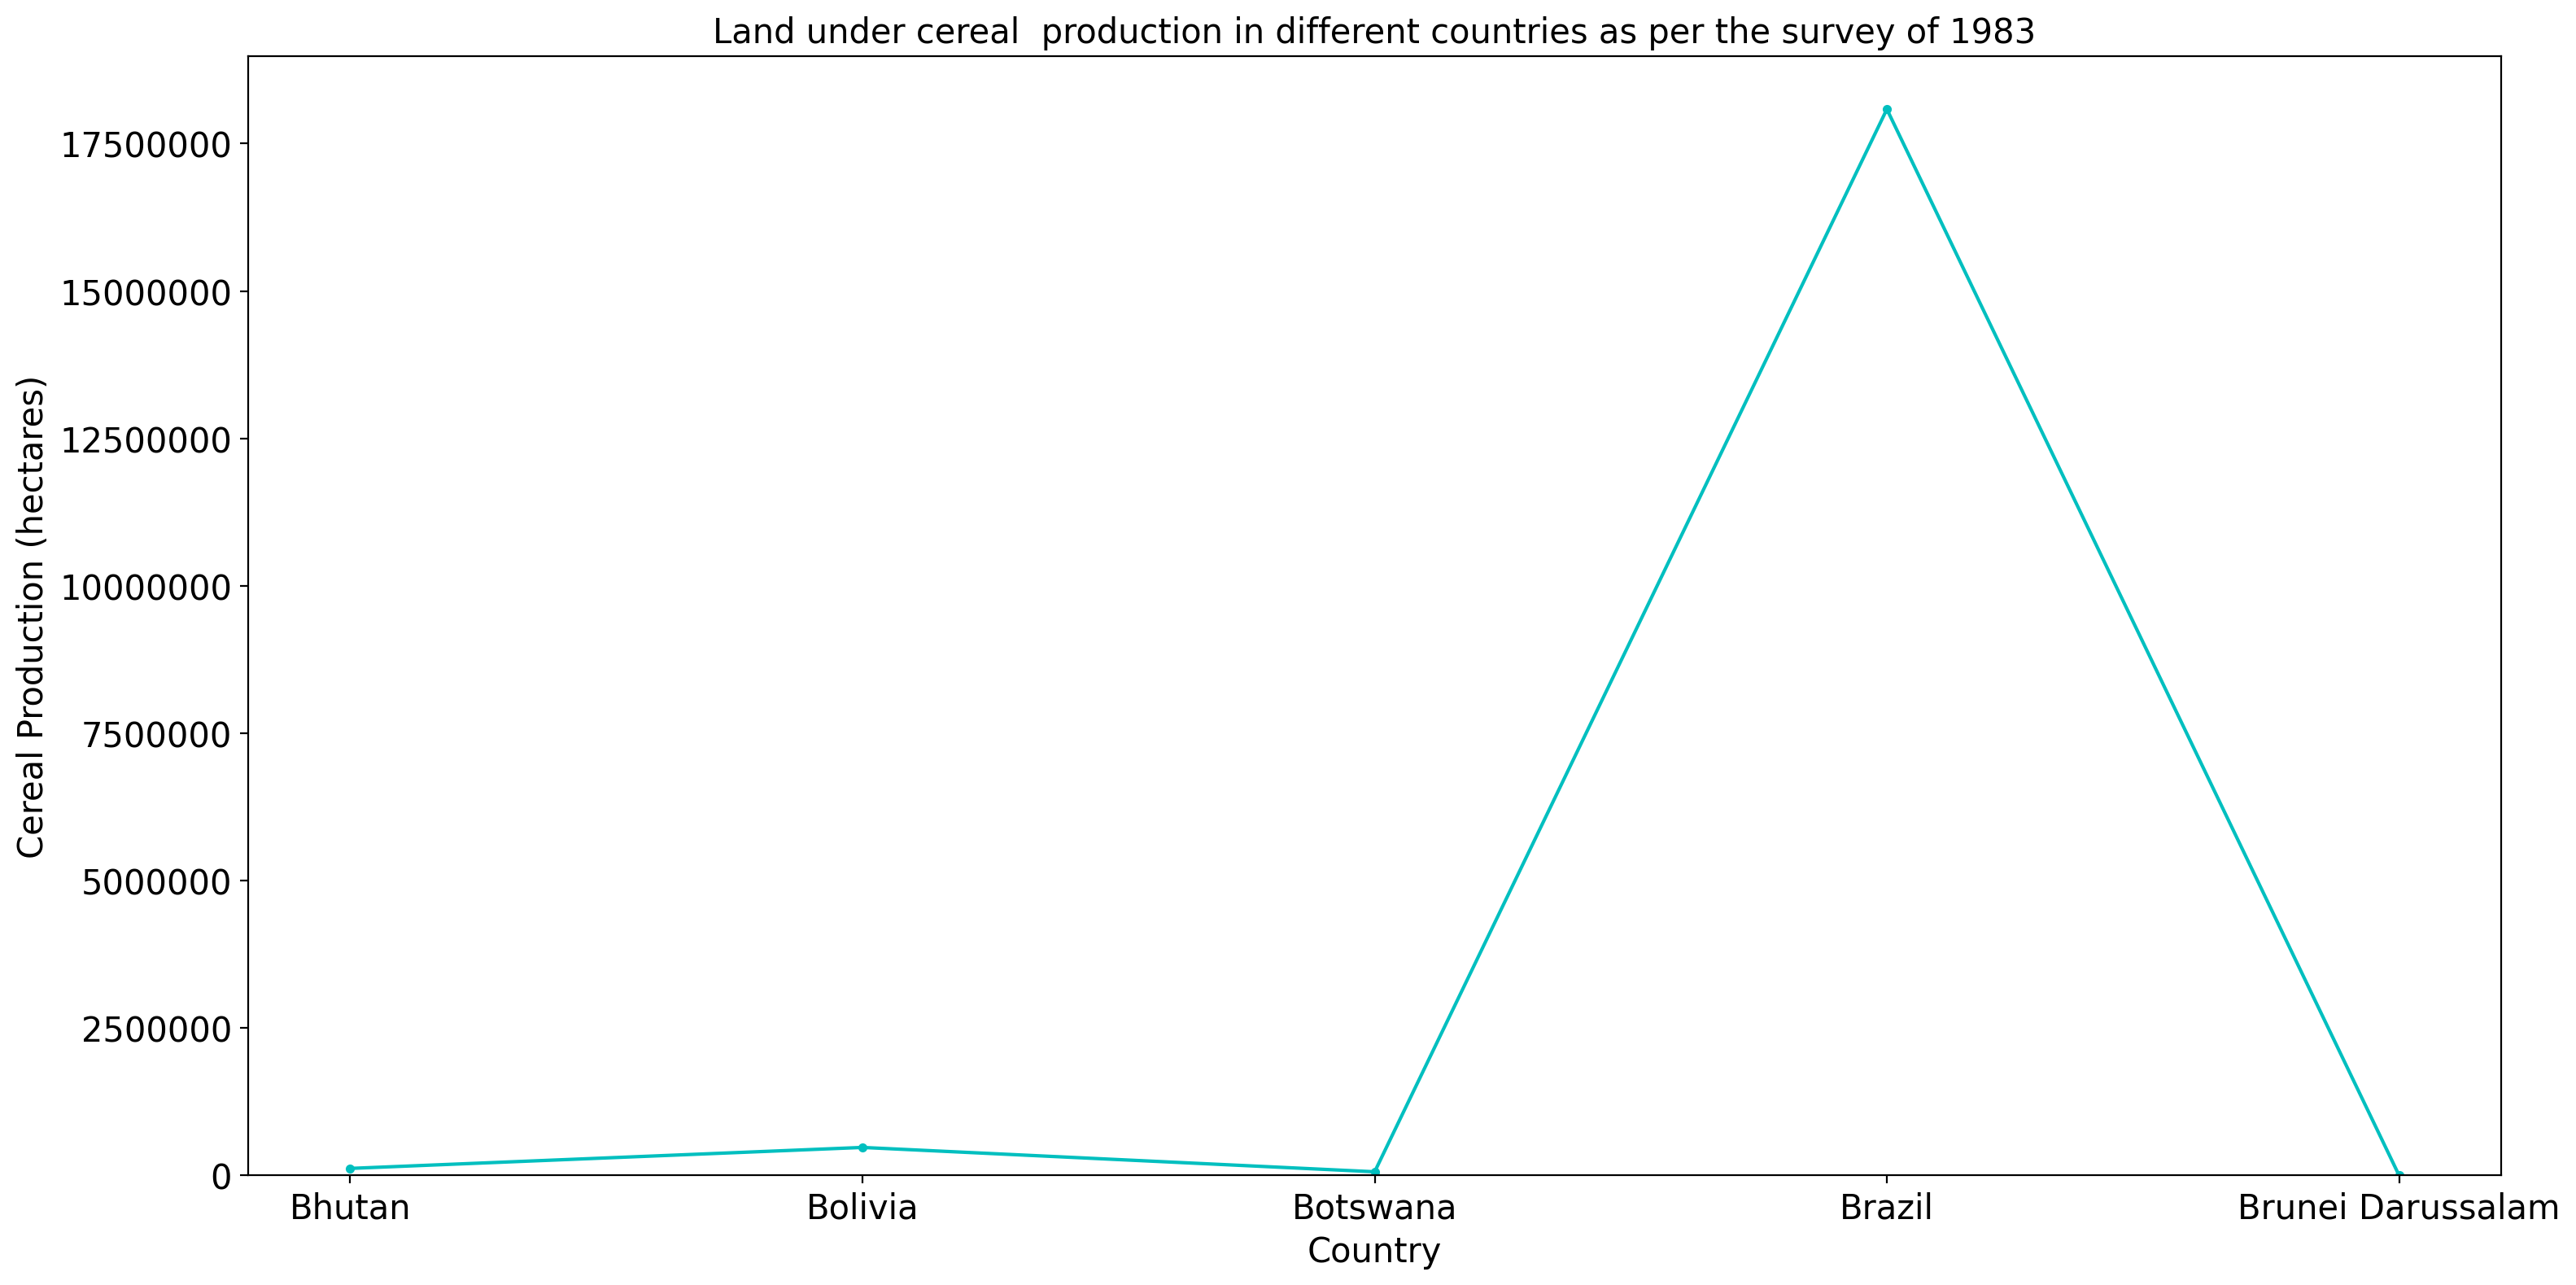 Land under cereal  production in different countries as per the survey of 1983
Cereal Production (hectares)
17500000
15000000
12500000
10000000
7500000
5000000
2500000
0
Bhutan Bolivia Botswana Brazil Brunei Darussalam
Country